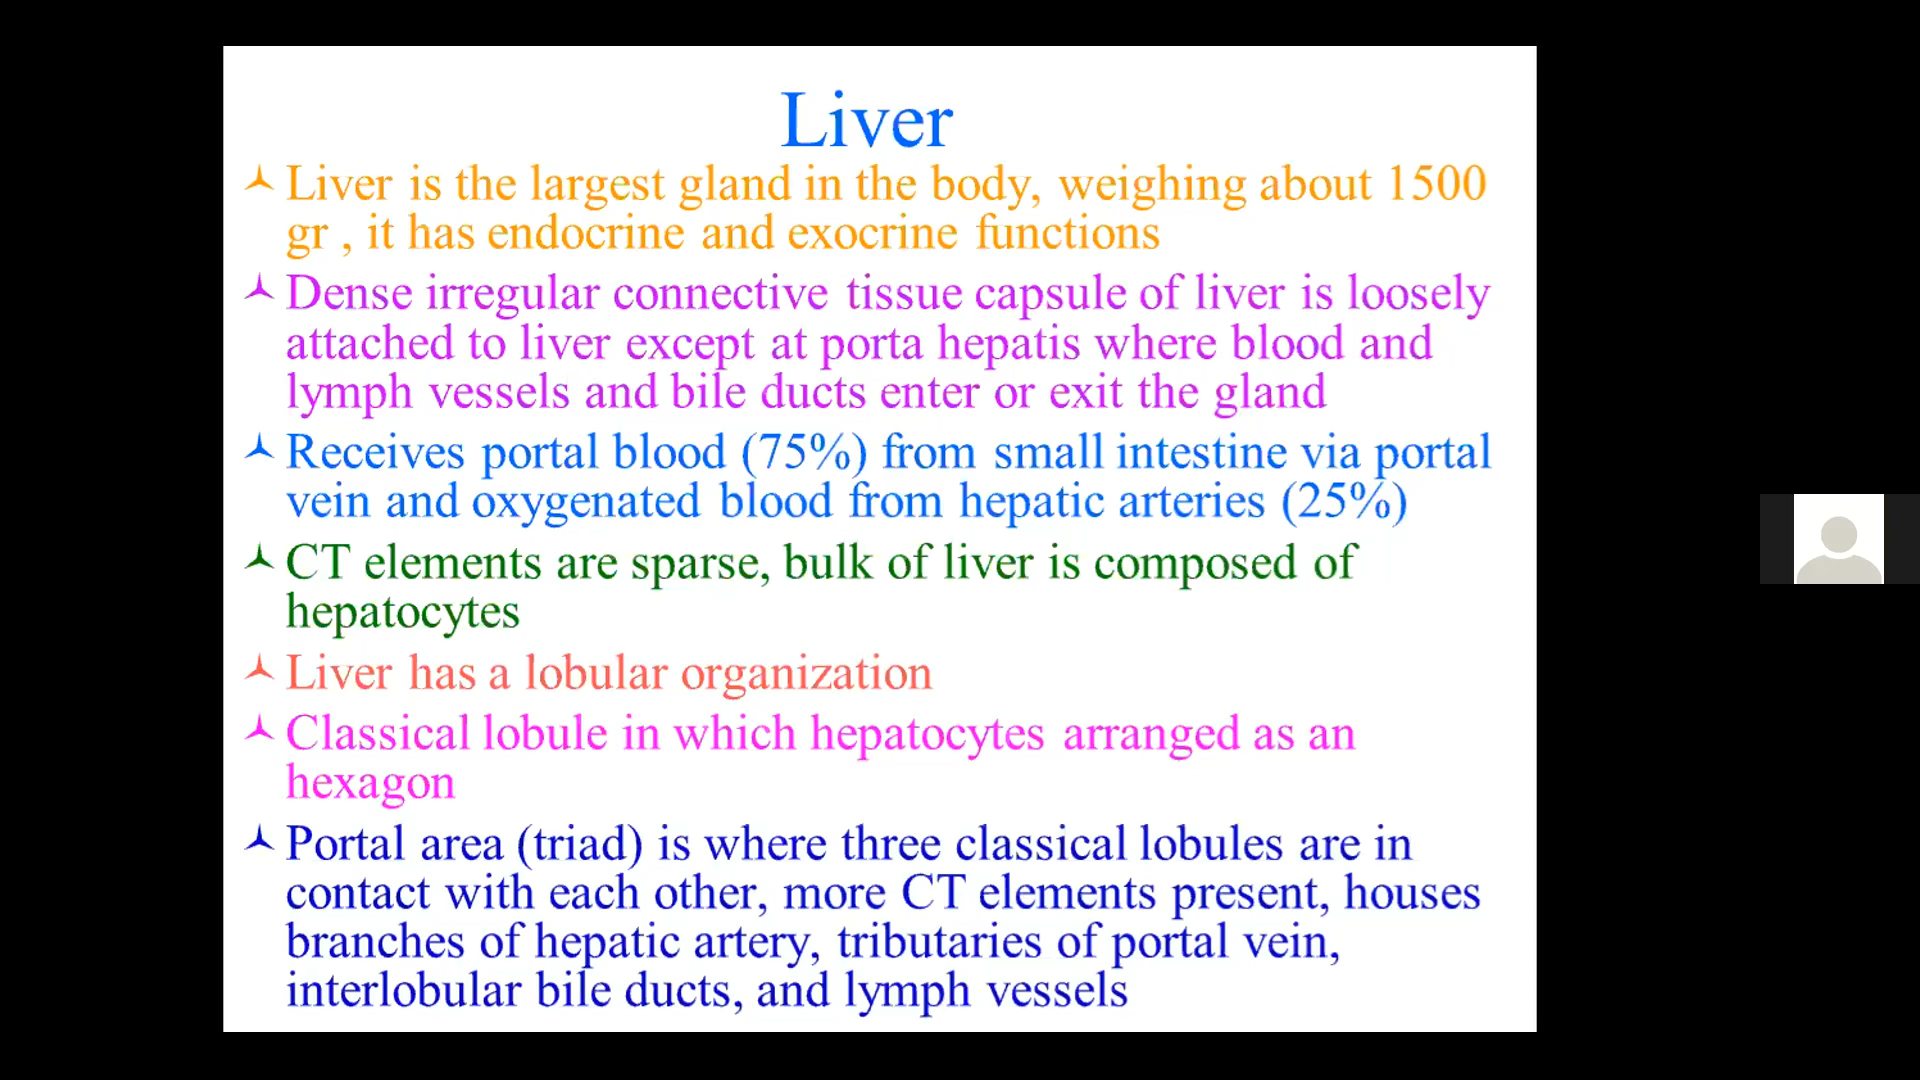 Liver
Liver is the largest gland in the body, weighing about 1500
gr , it has endocrine and exocrine functions
Dense irregular connective tissue capsule of liver is loosely
attached to liver except at porta hepatis where blood and
lymph vessels and bile ducts enter or exit the gland
Receives portal blood (75%) from small intestine via portal
vein and oxygenated blood from hepatic arteries (25%)
CT elements are sparse, bulk of liver is composed of
hepatocytes
Liver has a lobular organization
Classical lobule in which hepatocytes arranged as an
hexagon
Portal area (triad) is where three classical lobules are in
contact with each other, more CT elements present, houses
branches of hepatic artery, tributaries of portal vein,
interlobular bile ducts, and lymph vessels